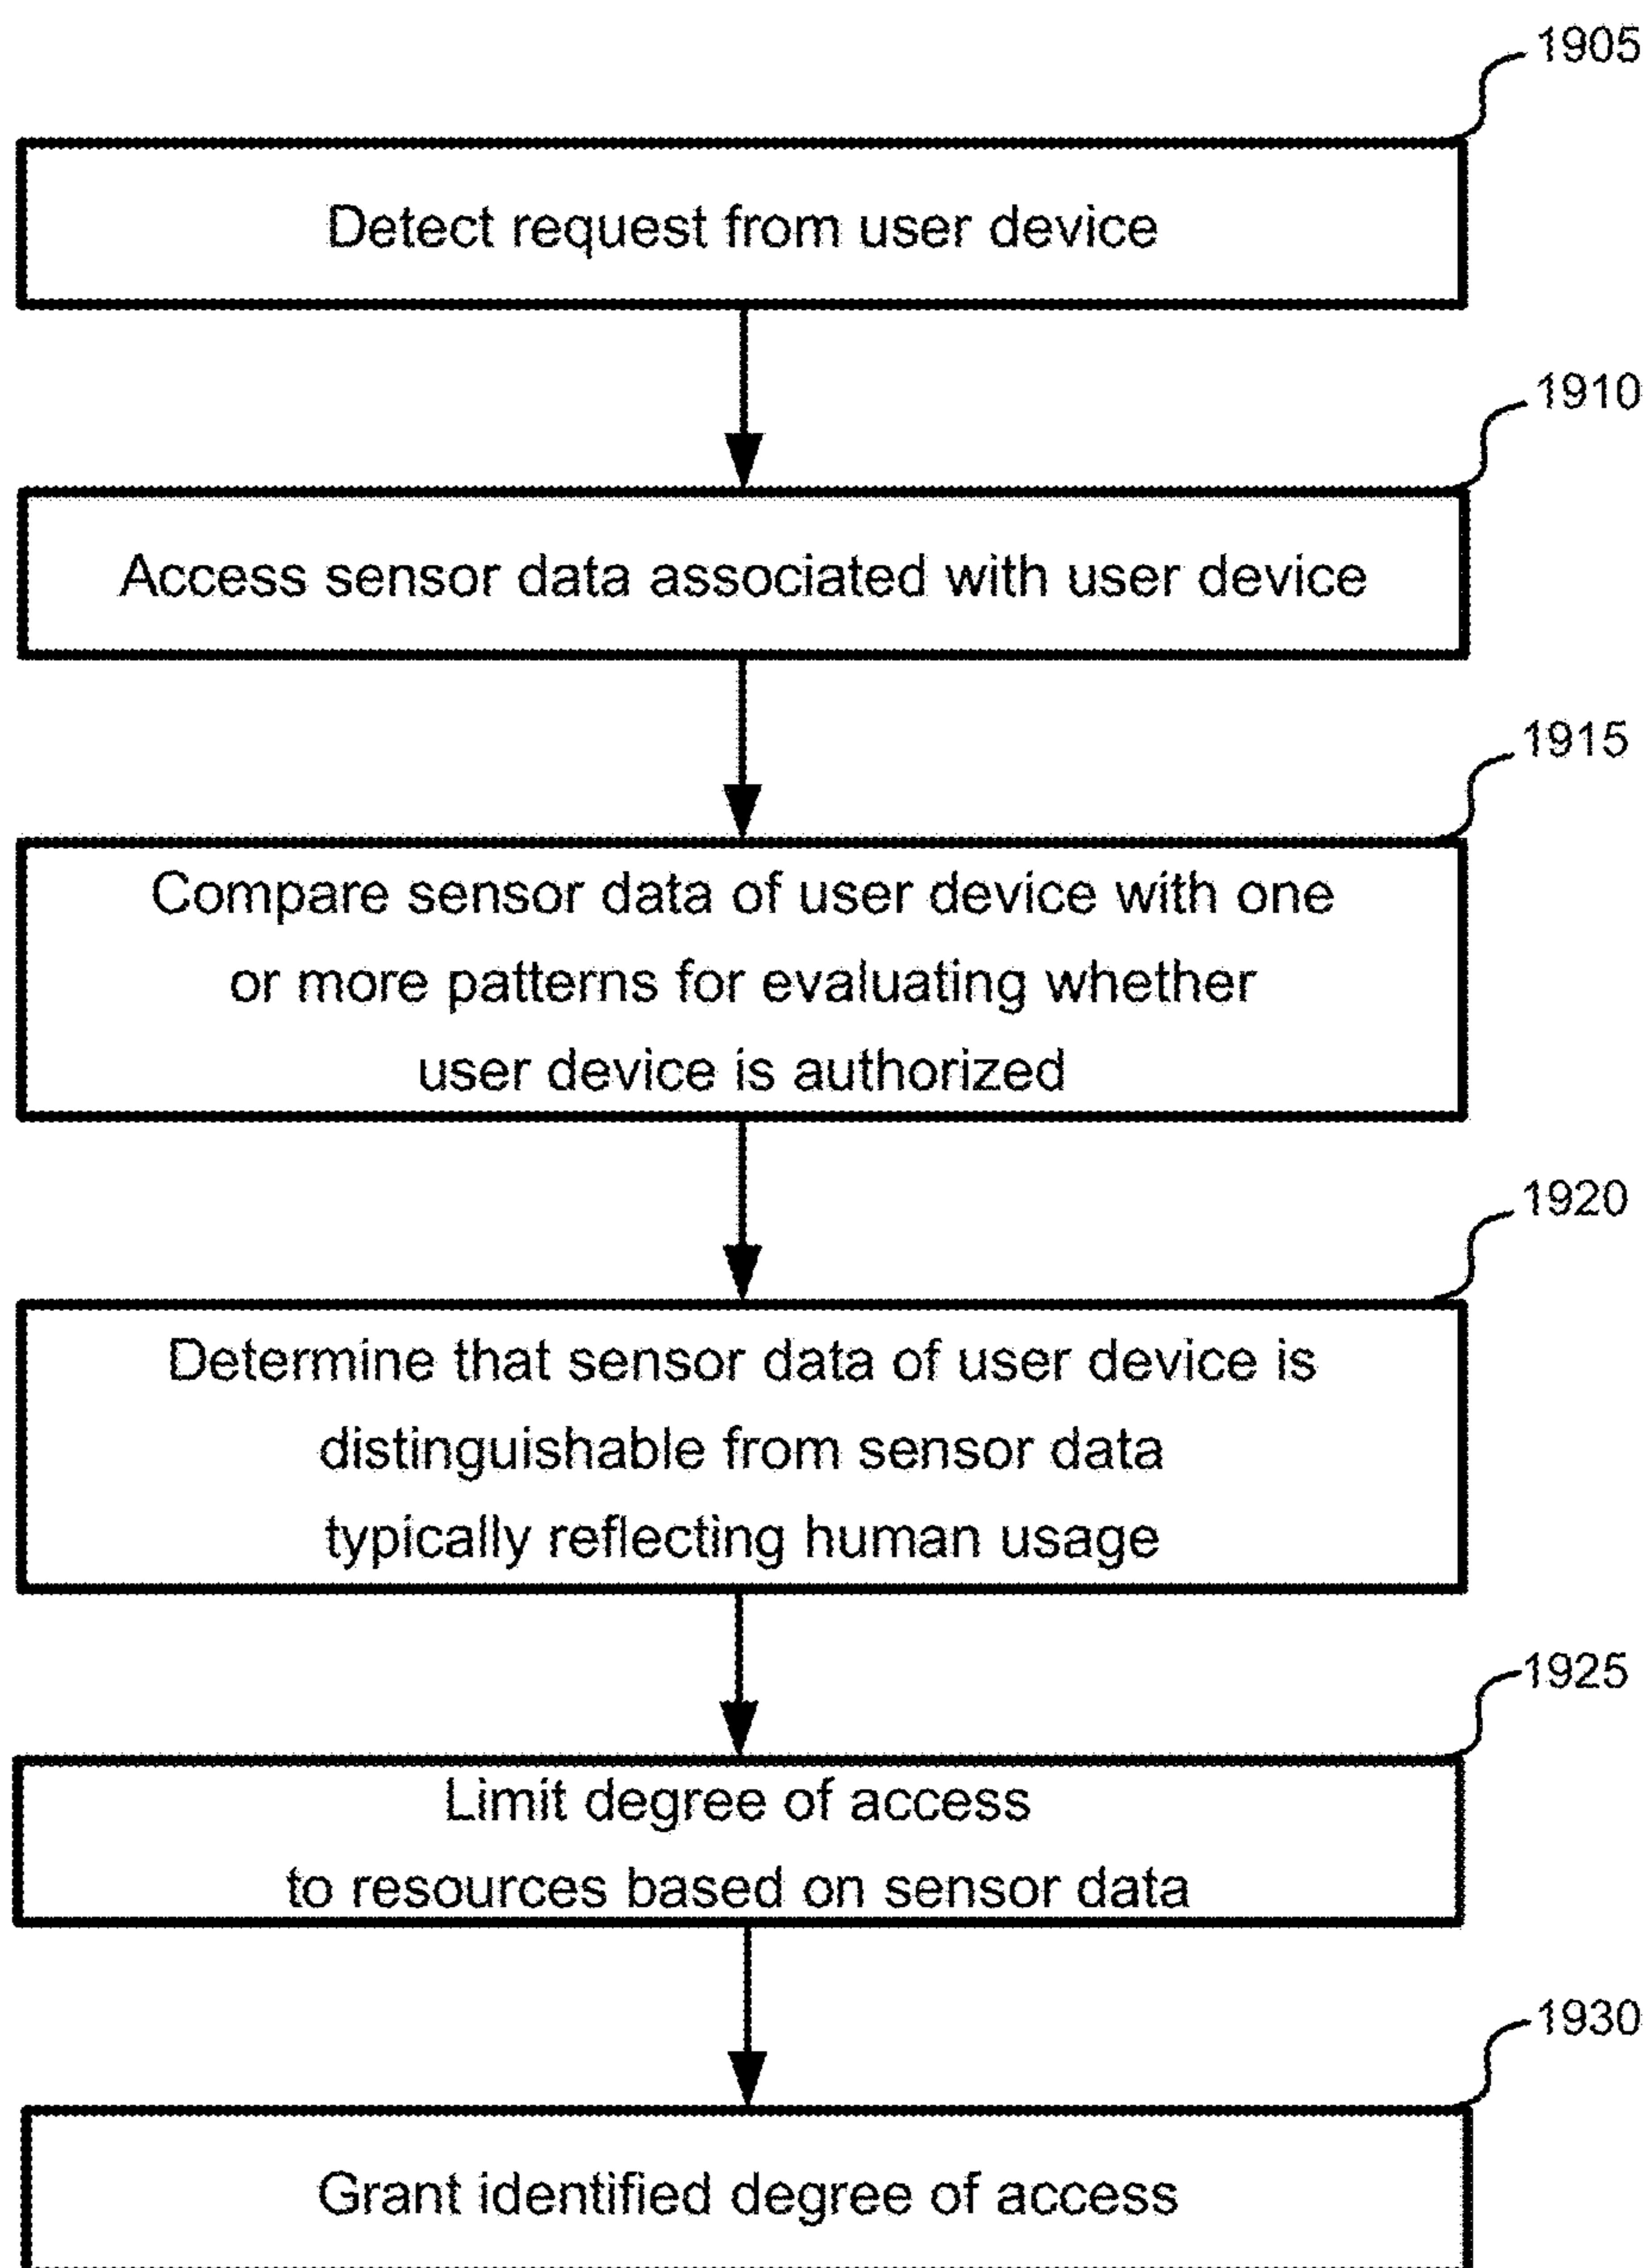 1905
Detect request from user device
1910
Access sensor data associated with user device
1915
Compare sensor data of user device with one
or more patterns for evaluating whether
user device is authorized
1920
Determine that sensor data of user device is
distinguishable from sensor data
typically reflecting human usage
1925
Limit degree of access
to resources based on sensor data
1930
Grant identified degree of access